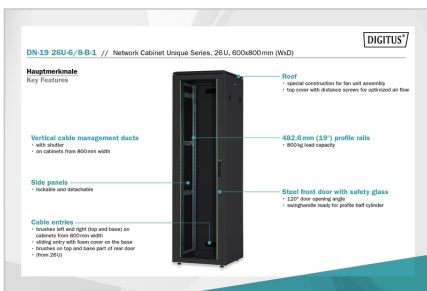 DIGITUS®
DN-19 26U-6/8-B-1 // Network Cabinet Unique Series, 26U, 600x800mm (WxD)
Hauptmerkmale
Key Features
Roof
• special construction for fan unit assembly
• top cover with distance screws for optimized air flow
Vertical cable management ducts
• with shutter
• on cabinets from 800mm width
482.6mm (19") profile rails
• 800kg load capacity
Side panels
• lockable and detachable
Steel front door with safety glass
• 120° door opening angle
• swinghandle ready for profile half cylinder
Cable entries
• brushes left and right (top and base) on
cabinets from 800mm width
• sliding entry with foam cover on the base
• brushes on top and base part of rear door
• (from 26U)